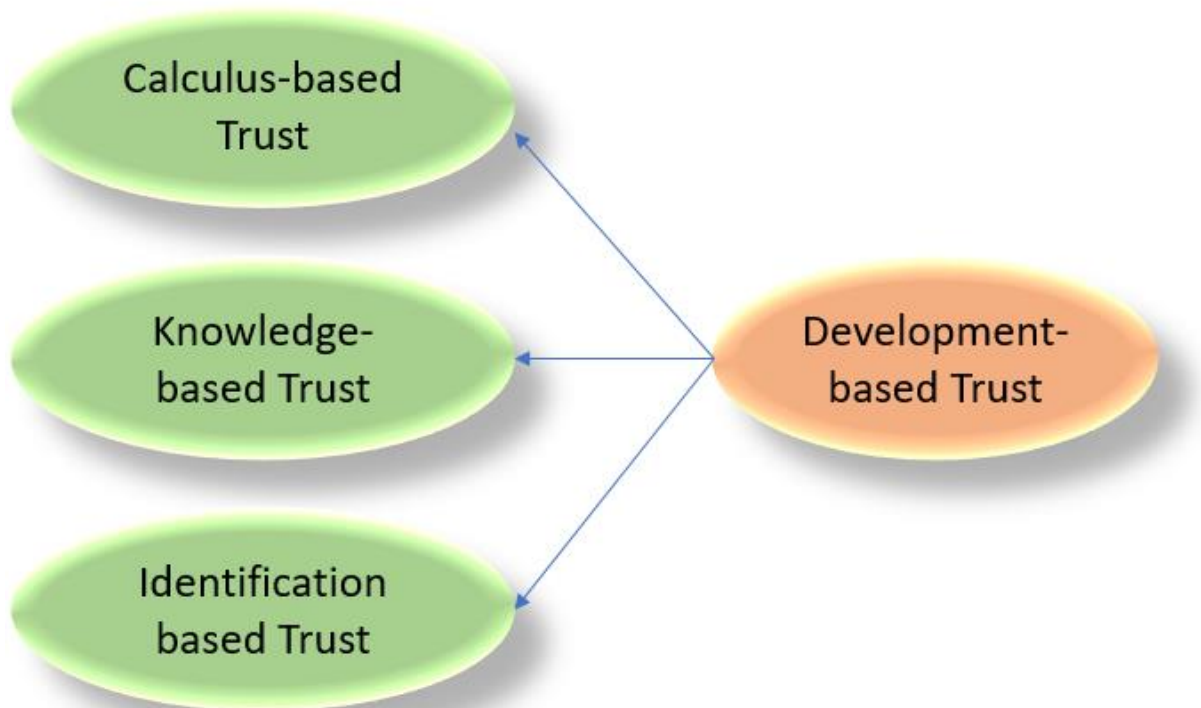 Calculus-based
Trust
Knowledge-
based Trust
Identification
based Trust
Development-
based Trust